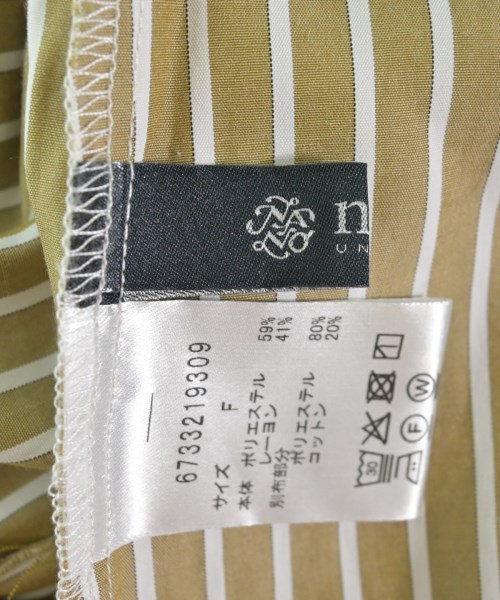 n
6733219309
サイズ F
本体 ポリエステル 59%
レーヨン 41%
別布部分
ポリエステル 80%
コットン 20%
30
F W